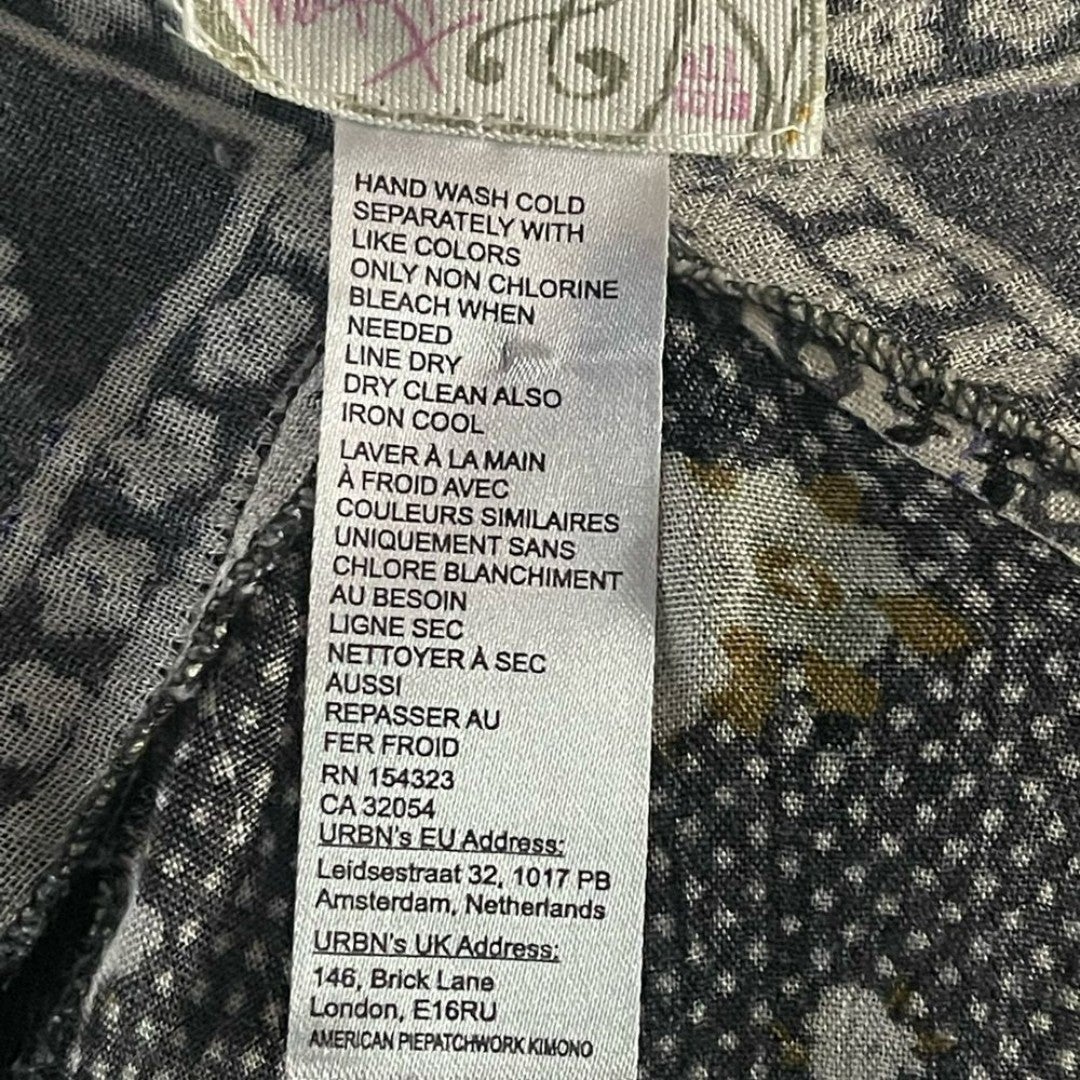 HAND WASH COLD
SEPARATELY WITH
LIKE COLORS
ONLY NON CHLORINE
BLEACH WHEN
NEEDED
LINE DRY
DRY CLEAN ALSO
IRON COOL
LAVER À LA MAIN
À FROID AVEC
COULEURS SIMILAIRES
UNIQUEMENT SANS
CHLORE BLANCHIMENT
AU BESOIN
LIGNE SEC
NETTOYER À SEC
AUSSI
REPASSER AU
FER FROID
RN 154323
CA 32054
URBN's EU Address:
Leidsestraat 32, 1017 PB
Amsterdam, Netherlands
URBN's UK Address:
146, Brick Lane
London, E16RU
AMERICAN PIEPATCHWORK KIMONO